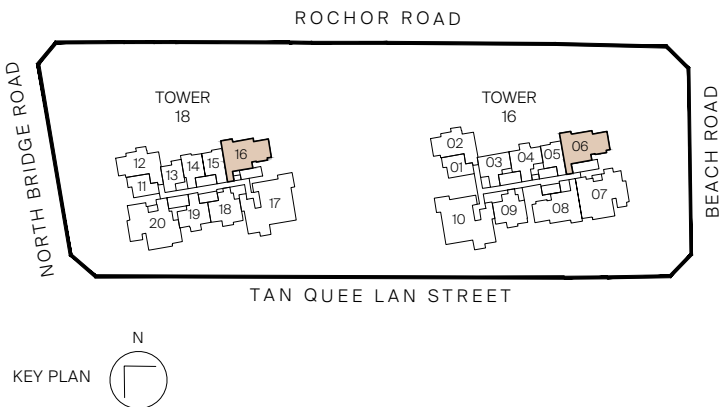 ROCHOR ROAD
NORTH BRIDGE ROAD
BEACH ROAD
TOWER
18
12
11
13
14
15
16
20
19
18
17
TOWER
16
02
01
03
04
05
06
10
09
08
07
TAN QUEE LAN STREET
N
KEY PLAN